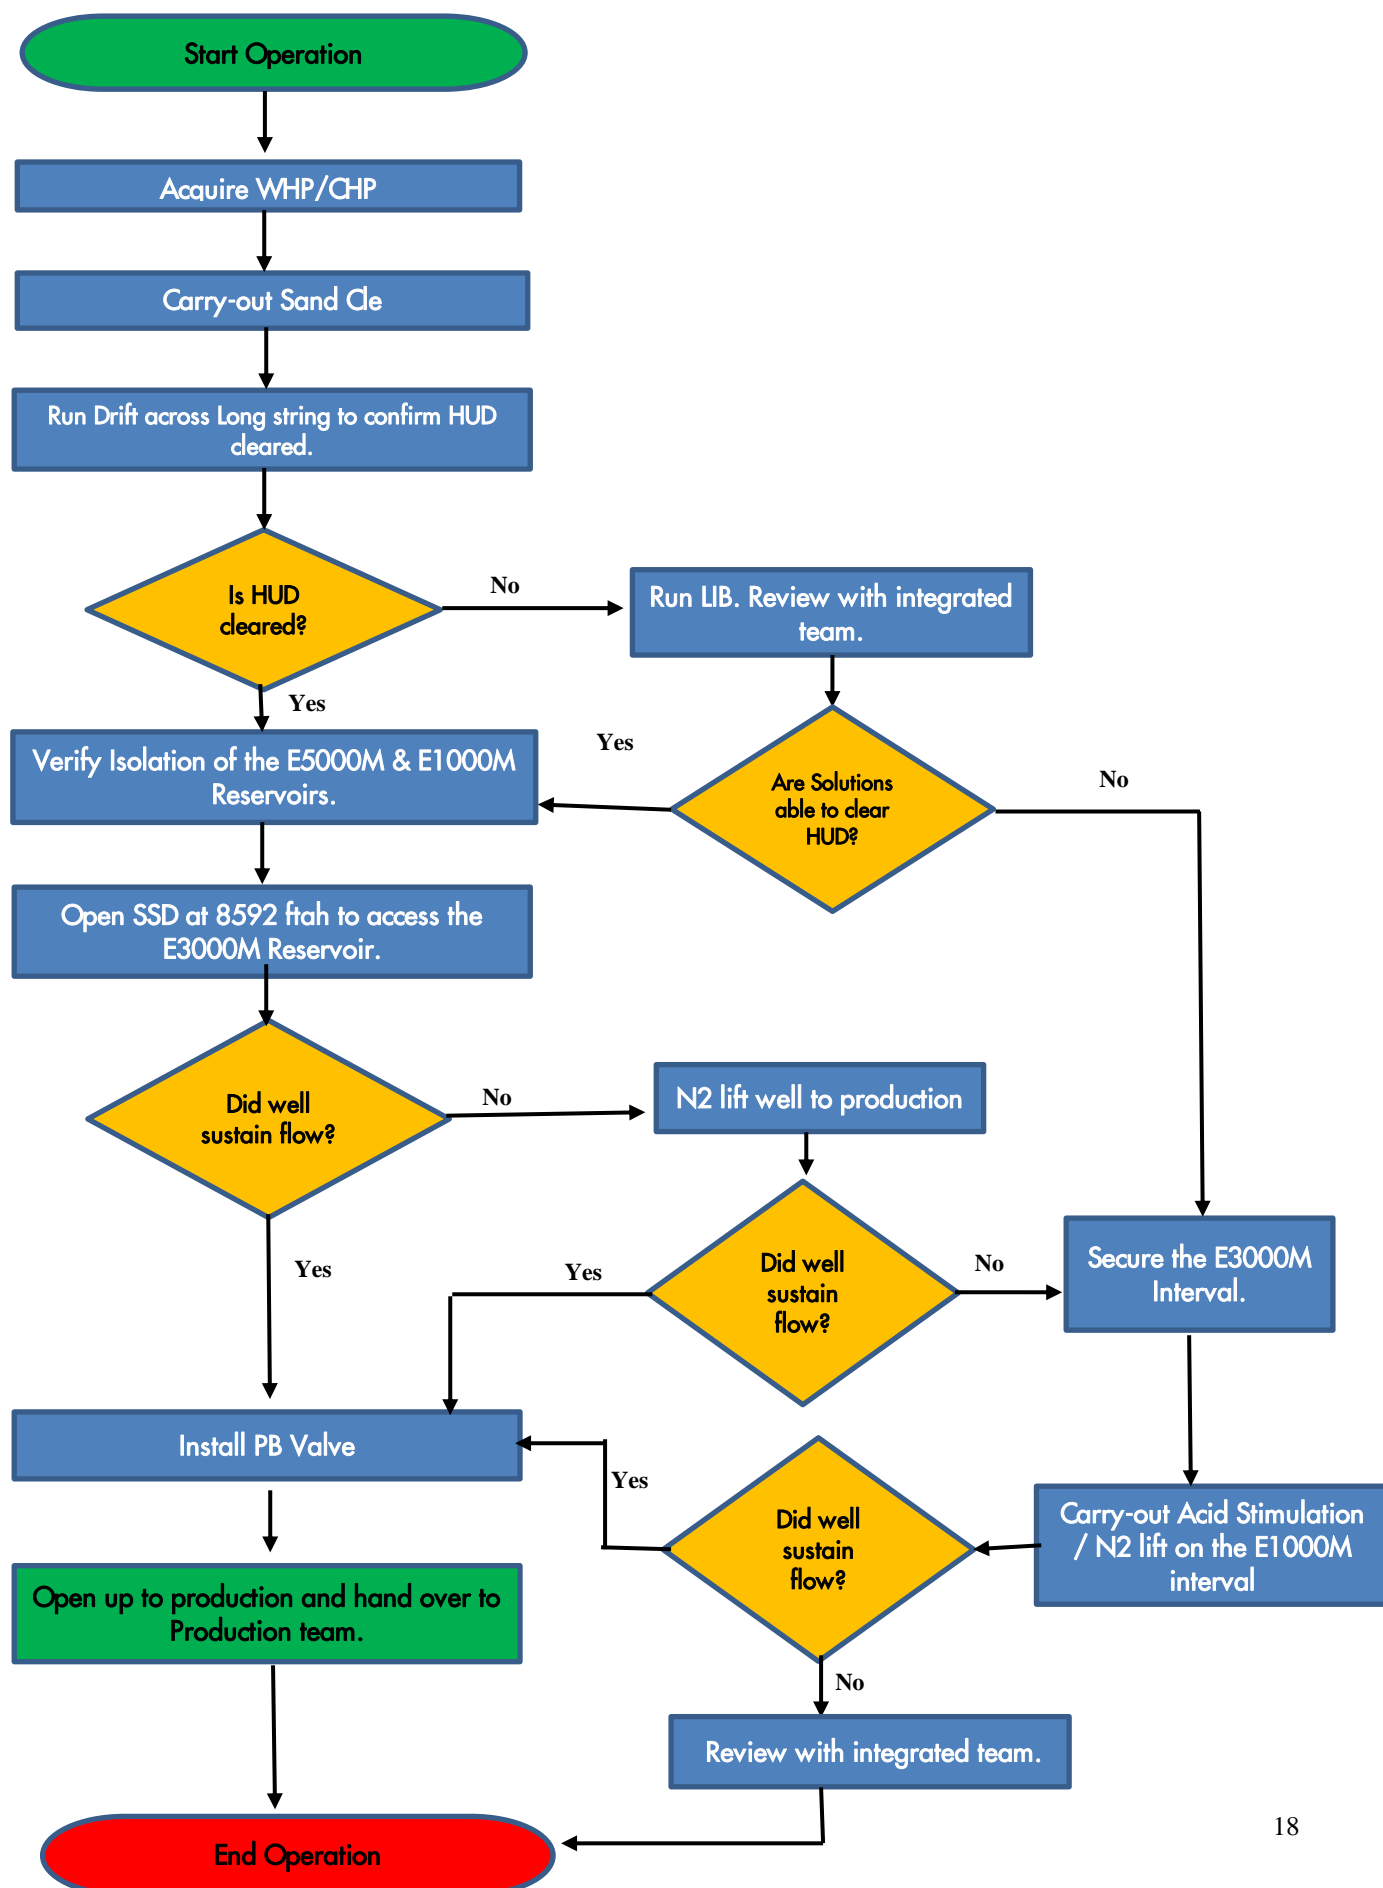 Start Operation
Acquire WHP/CHP
Carry-out Sand Cle
Run Drift across Long string to confirm HUD
cleared.
Is HUD
cleared?
No
Run LIB. Review with integrated
team.
Yes
Verify Isolation of the E5000M & E1000M
Reservoirs.
Yes
Are Solutions
able to clear
HUD?
No
Open SSD at 8592 ftah to access the
E3000M Reservoir.
Did well
sustain flow?
No
N2 lift well to production
Yes
Did well
sustain
flow?
Yes
No
Secure the E3000M
Interval.
Install PB Valve
Yes
Did well
sustain
flow?
Carry-out Acid Stimulation
/ N2 lift on the E1000M
interval
Open up to production and hand over to
Production team.
No
Review with integrated team.
End Operation
18